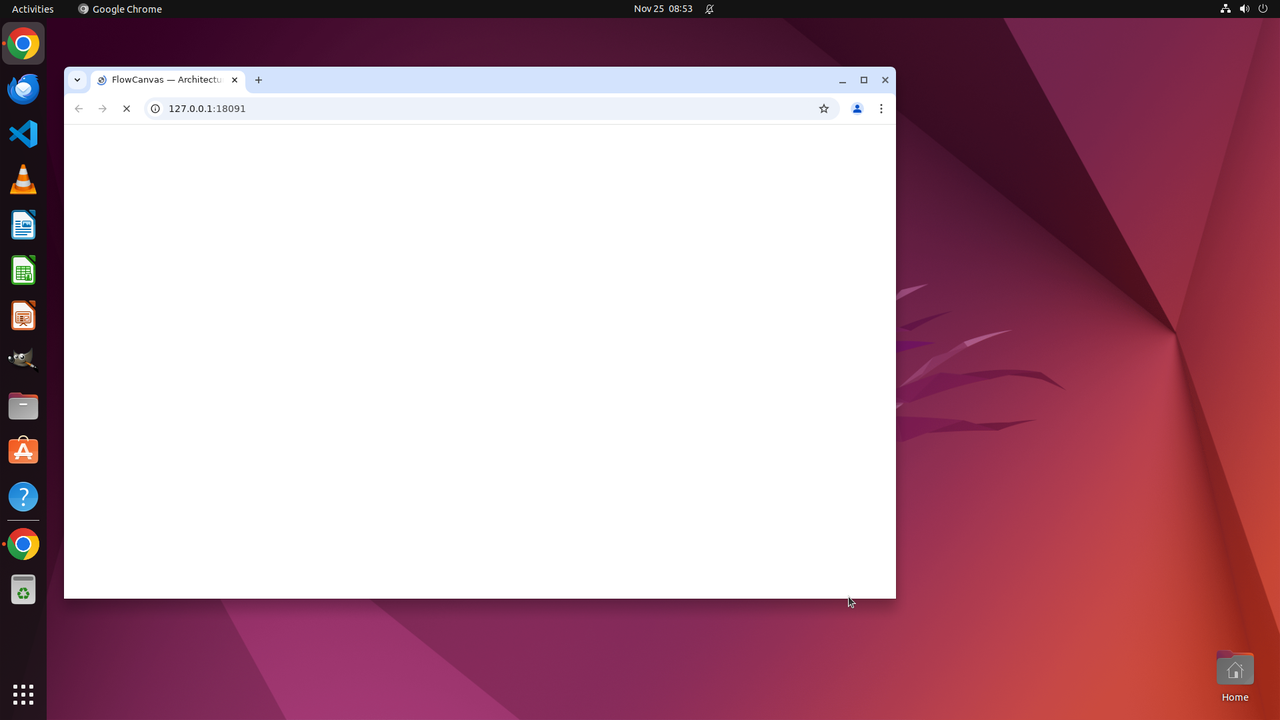 Activities
Google Chrome
Nov 25 08:53
FlowCanvas — Architectu
127.0.0.1:18091
Home